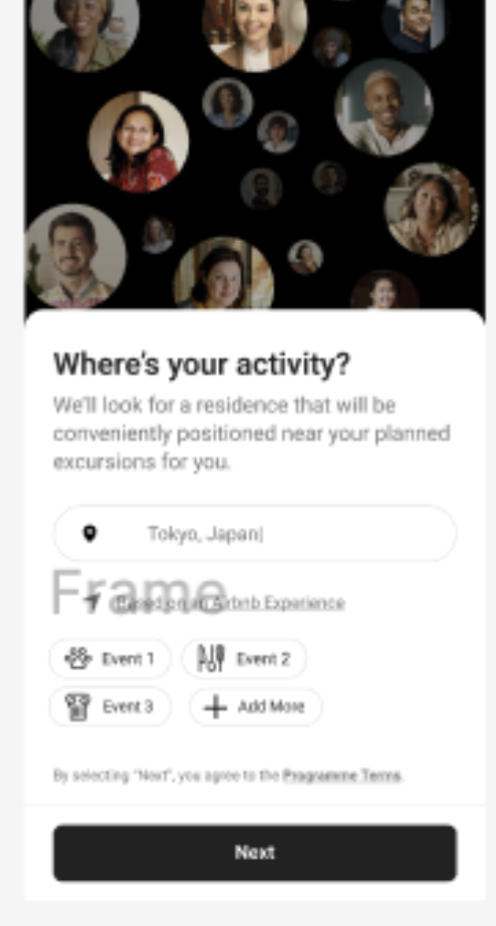 Where's your activity?
We'll look for a residence that will be
conveniently positioned near your planned
excursions for you.
Tokyo, Japan|
Frame
Based on an Airbnb Experience
Event 1
Event 2
Event 3
Add More
By selecting "Next", you agree to the Programme Terms.
Next